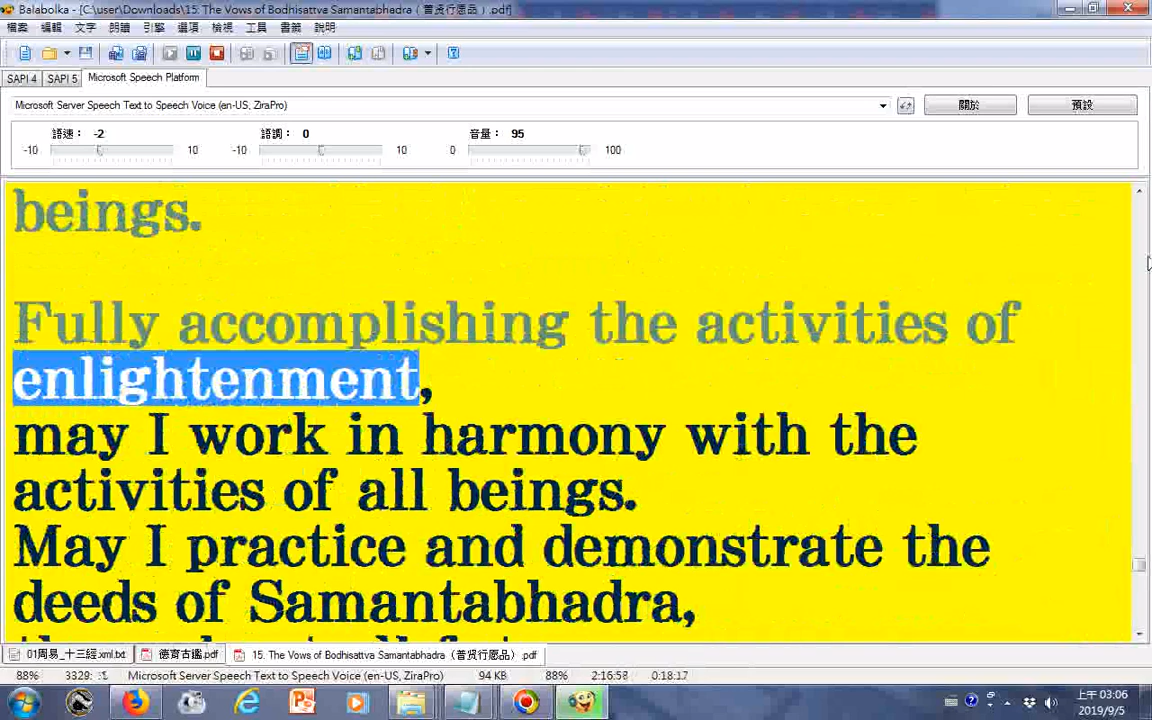 Balabolka - [C:\user\Downloads\15. The Vows of Bodhisattva Samantabhadra（普贤行愿品）.pdf]
檔案 編輯 文字 朗讀 引擎 選項 檢視 工具 書籤 說明
SAPI 4 SAPI 5 Microsoft Speech Platform
Microsoft Server Speech Text to Speech Voice (en-US, ZiraPro) 關於 預設
語速： -2 語調： 0 音量： 95
-10 10 -10 10 0 100
beings.
Fully accomplishing the activities of
enlightenment,
may I work in harmony with the
activities of all beings.
May I practice and demonstrate the
deeds of Samantabhadra,
01周易_十三經.xml.txt 德育古鑑.pdf 15. The Vows of Bodhisattva Samantabhadra（普贤行愿品）.pdf
88% Microsoft Server Speech Text to Speech Voice (en-US, ZiraPro) 94 KB 88% 2:16:58 0:18:17
上午 03:06
2019/9/5